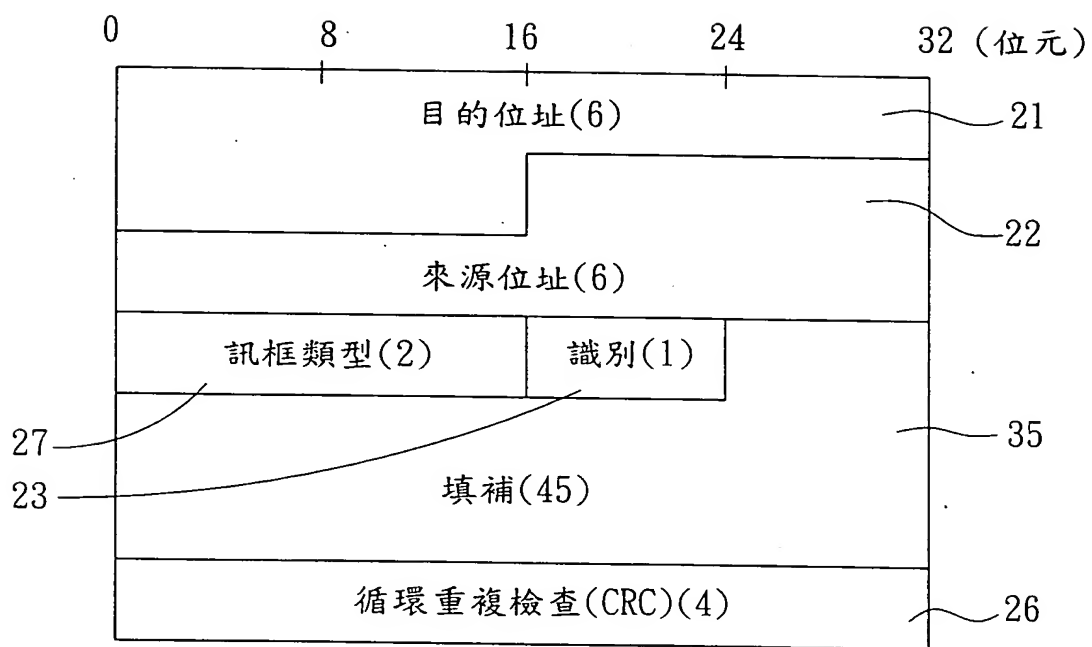 0 8 16 24 32 (位元)
目的位址(6) 21
22
來源位址(6)
訊框類型(2) 識別(1)
27 35
23 填補(45)
循環重複檢查(CRC)(4) 26